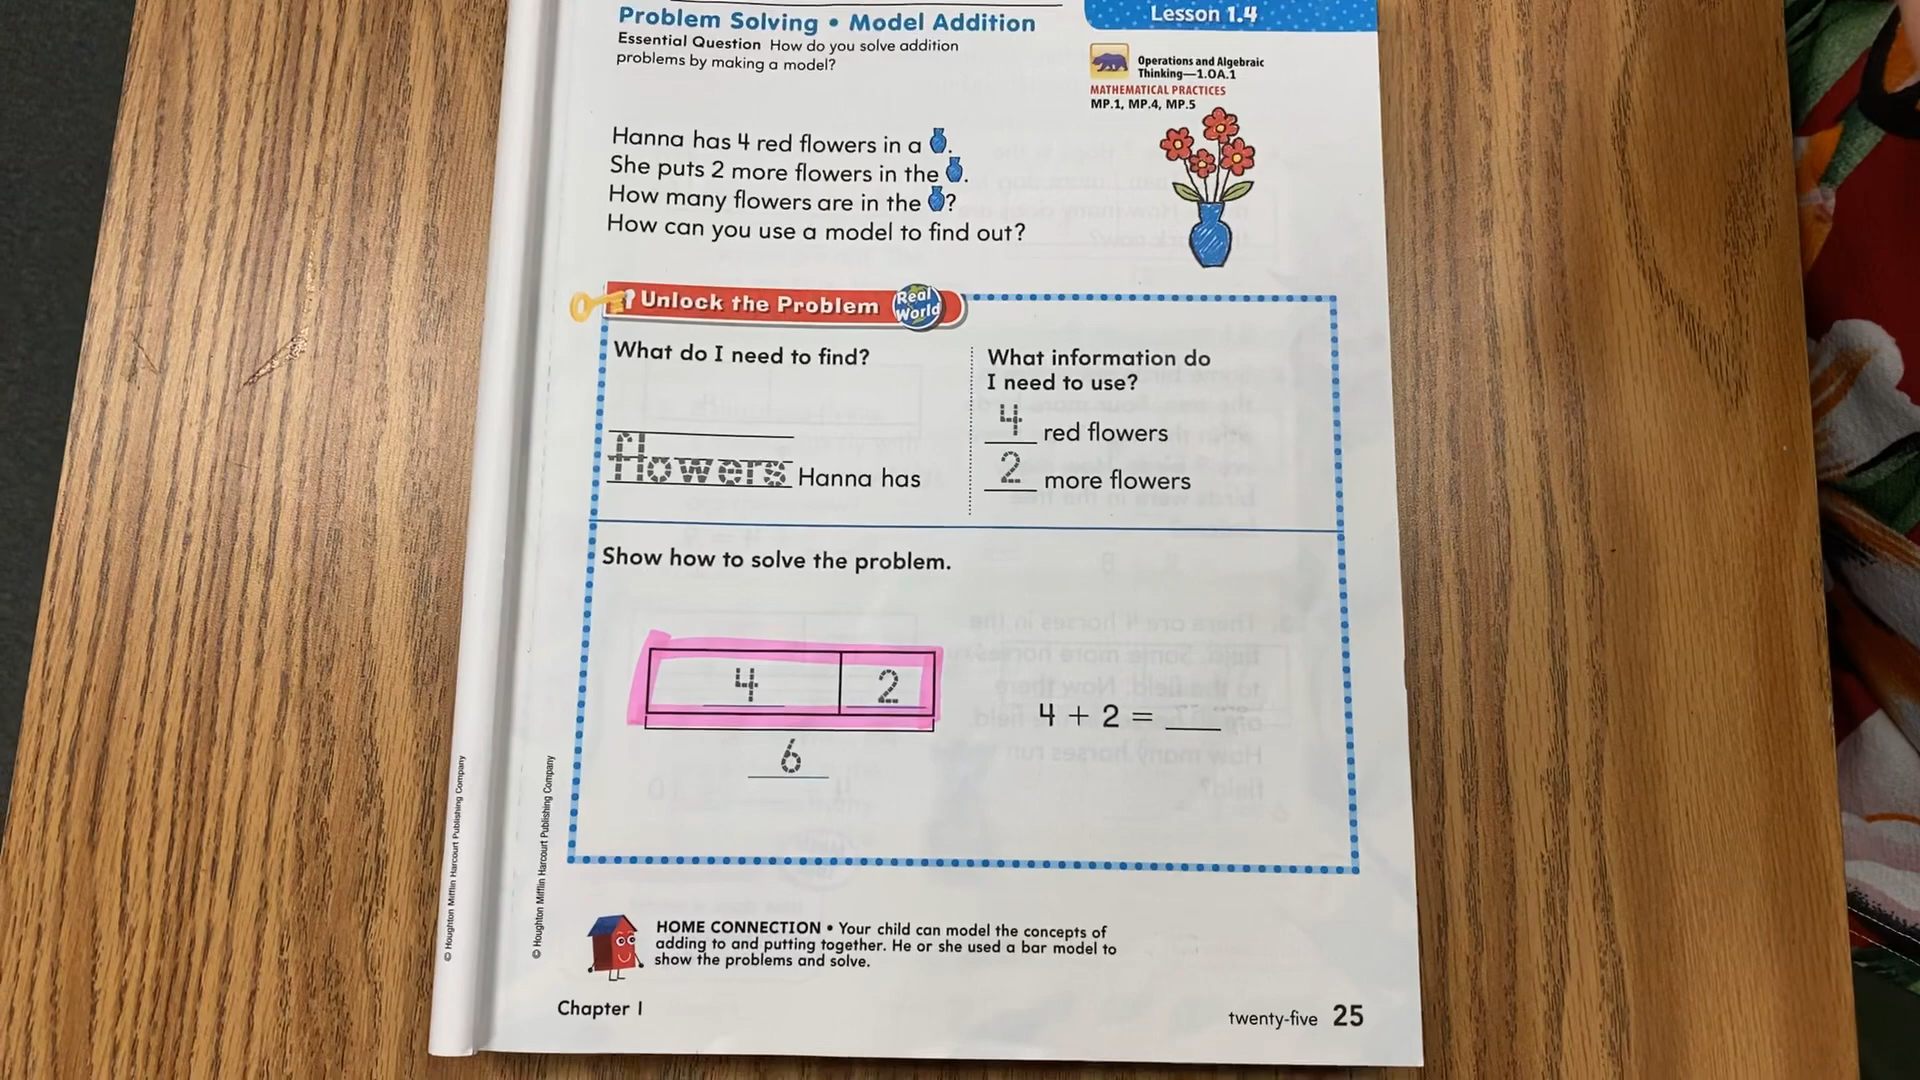 Problem Solving • Model Addition
Essential Question How do you solve addition
problems by making a model?
Lesson 1.4
Operations and Algebraic
Thinking—1.OA.1
MATHEMATICAL PRACTICES
MP.1, MP.4, MP.5
Hanna has 4 red flowers in a .
She puts 2 more flowers in the .
How many flowers are in the ?
How can you use a model to find out?
Unlock the Problem
Real
World
What do I need to find?
flowers Hanna has
What information do
I need to use?
4 red flowers
2 more flowers
Show how to solve the problem.
4 2
6
4 + 2 = ___
HOME CONNECTION • Your child can model the concepts of
adding to and putting together. He or she used a bar model to
show the problems and solve.
© Houghton Mifflin Harcourt Publishing Company
© Houghton Mifflin Harcourt Publishing Company
Chapter 1
twenty-five 25